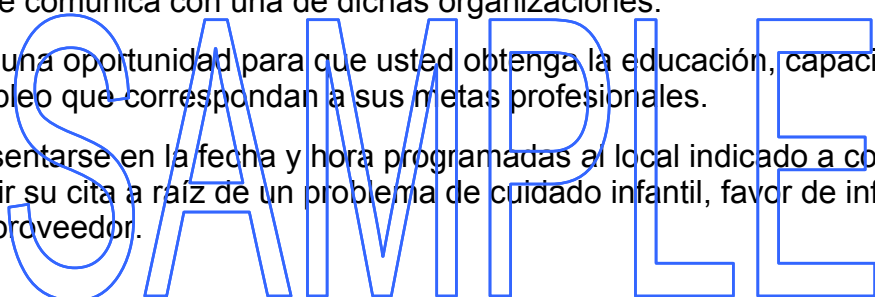 e comunica con una de dichas organizaciones.
una oportunidad para que usted obtenga la educación, capaci
oleo que correspondan a sus metas profesionales.
sentarse en la fecha y hora programadas al local indicado a co
ir su cita a raíz de un problema de cuidado infantil, favor de inf
proveedor.
SAMPLE